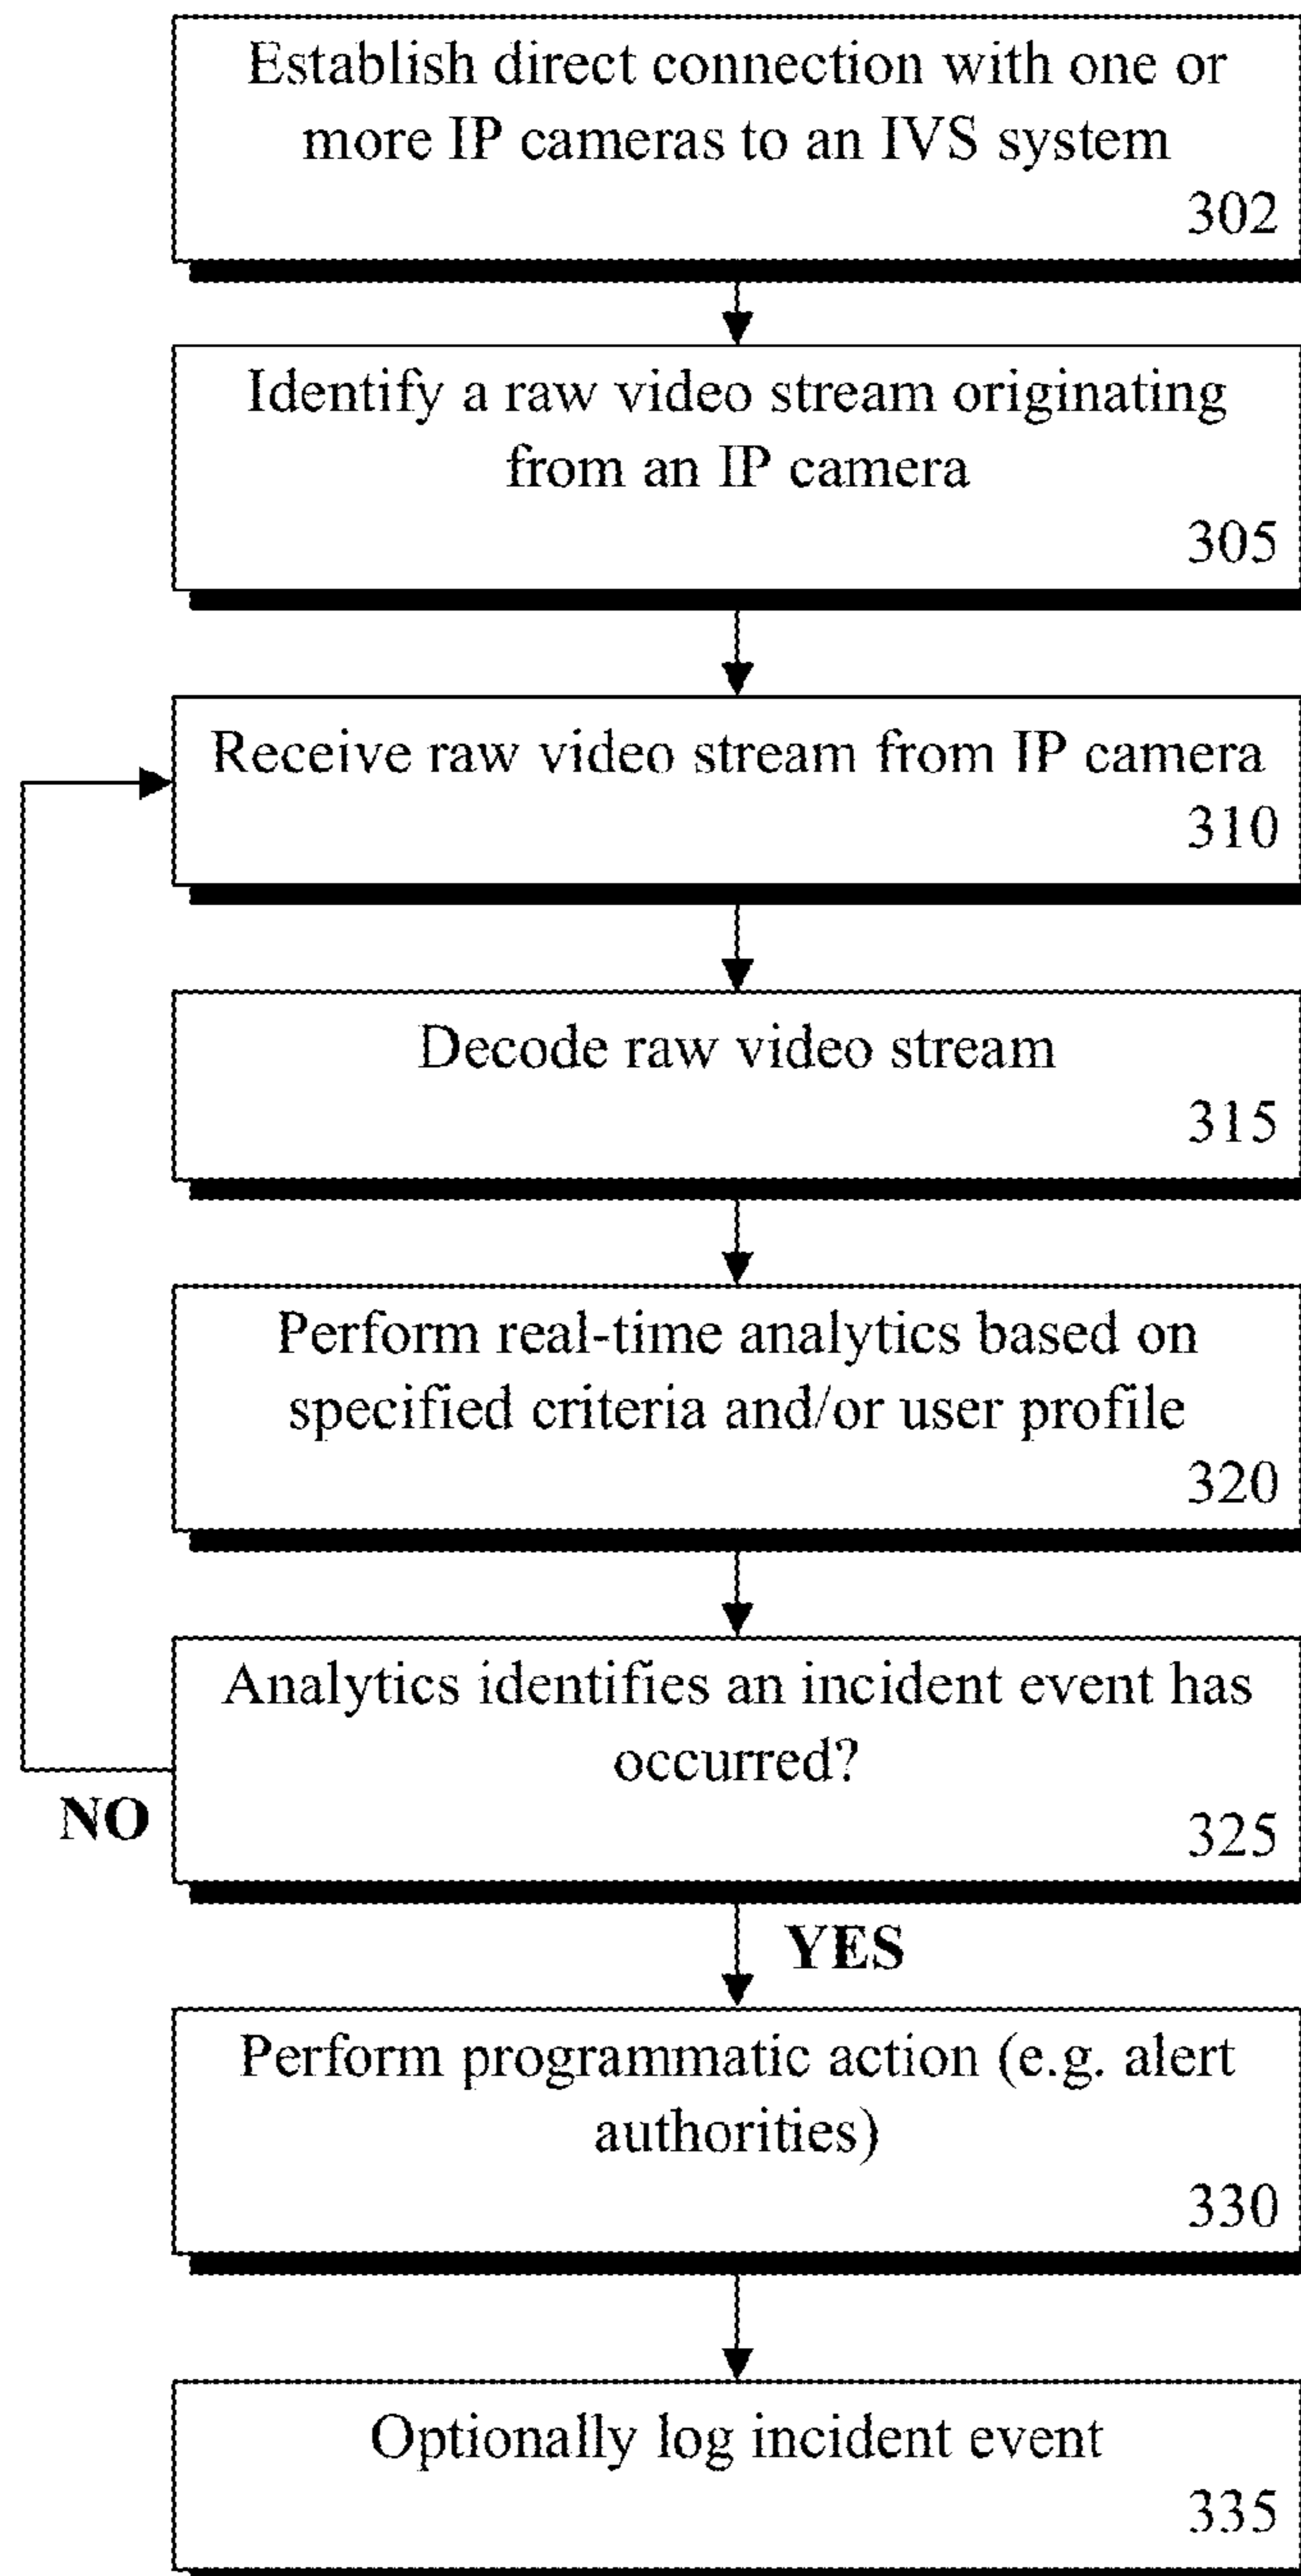 Establish direct connection with one or
more IP cameras to an IVS system
302
Identify a raw video stream originating
from an IP camera
305
Receive raw video stream from IP camera
310
Decode raw video stream
315
Perform real-time analytics based on
specified criteria and/or user profile
320
Analytics identifies an incident event has
occurred?
325
NO
YES
Perform programmatic action (e.g. alert
authorities)
330
Optionally log incident event
335